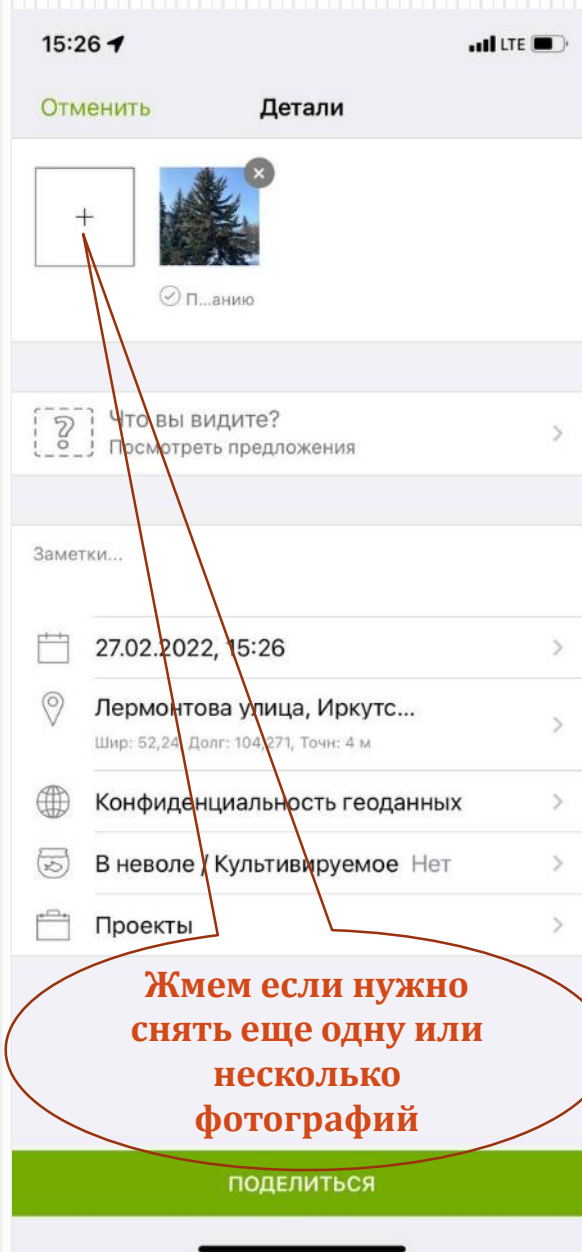 15:26 LTE
Отменить Детали
+
П...анию
Что вы видите?
Посмотреть предложения
Заметки...
27.02.2022, 15:26
Лермонтова улица, Иркутс...
Шир: 52,24, Долг: 104,271, Точн: 4 м
Конфиденциальность геоданных
В неволе / Культивируемое Нет
Проекты
Жмем если нужно
снять еще одну или
несколько
фотографий
ПОДЕЛИТЬСЯ